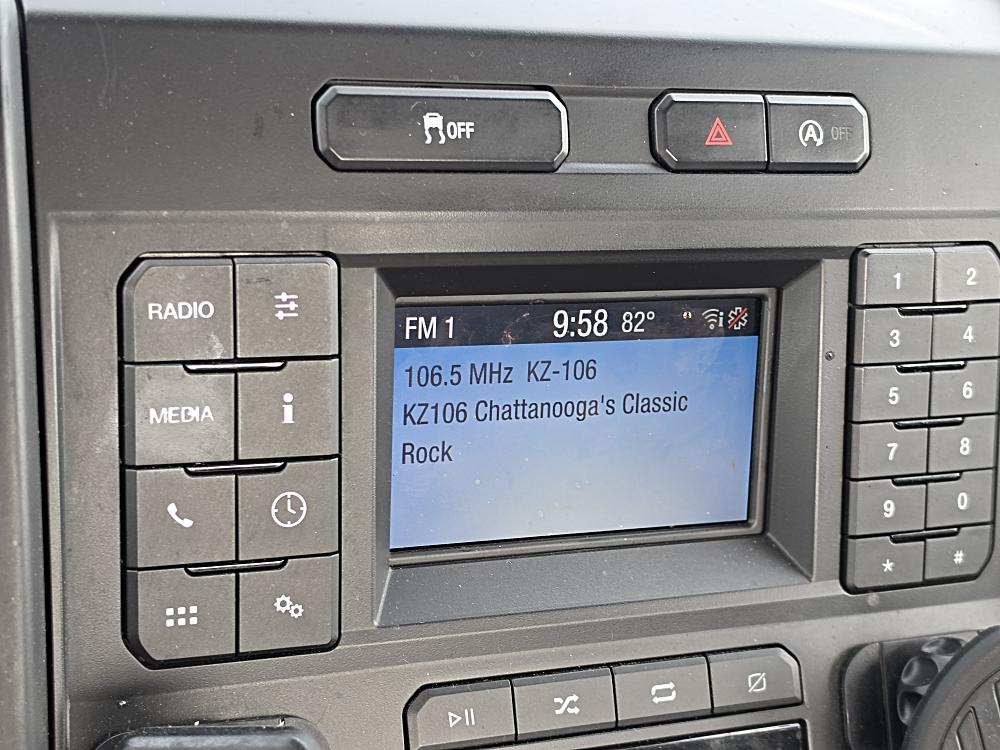 OFF
A OFF
RADIO
MEDIA
i
FM 1 9:58 82° i
106.5 MHz KZ-106
KZ106 Chattanooga's Classic
Rock
1 2
3 4
5 6
7 8
9 0
* #